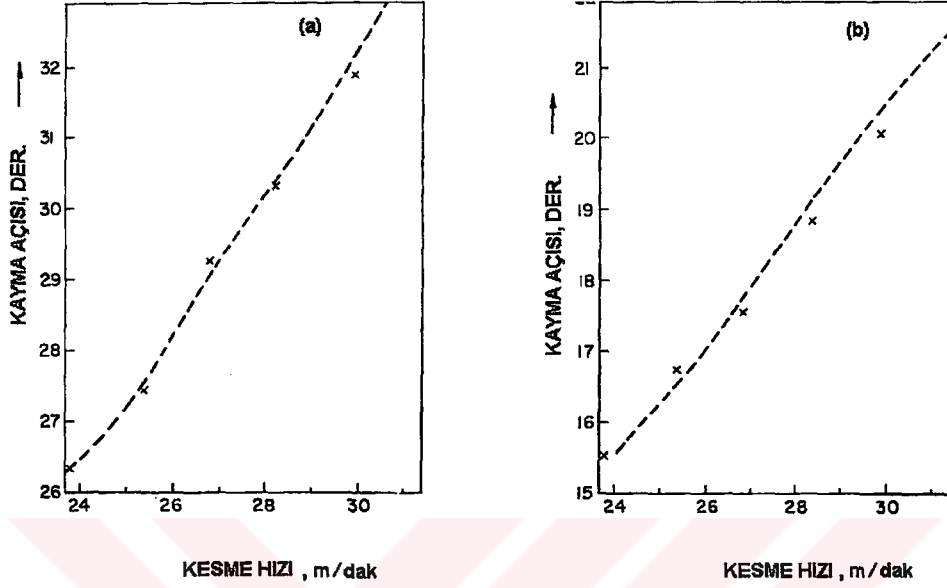 (a)
32
31
30
29
28
27
26
24 26 28 30
KAYMA AÇISI, DER.
KESME HIZI , m/dak
(b)
21
20
19
18
17
16
15
24 26 28 30
KAYMA AÇISI, DER.
KESME HIZI , m/dak